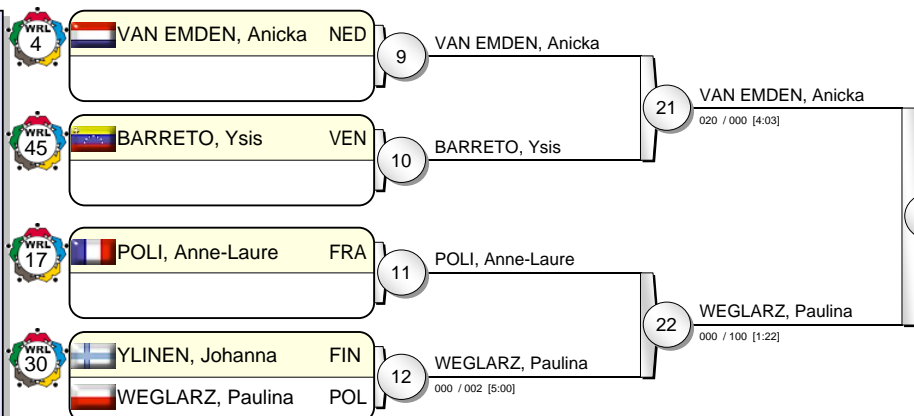 WRL
4
VAN EMDEN, Anicka NED
9
VAN EMDEN, Anicka
21
VAN EMDEN, Anicka
020 / 000 [4:03]
WRL
45
BARRETO, Ysis VEN
10
BARRETO, Ysis
WRL
17
POLI, Anne-Laure FRA
11
POLI, Anne-Laure
22
WEGLARZ, Paulina
000 / 100 [1:22]
WRL
30
YLINEN, Johanna FIN
WEGLARZ, Paulina POL
12
WEGLARZ, Paulina
000 / 002 [5:00]